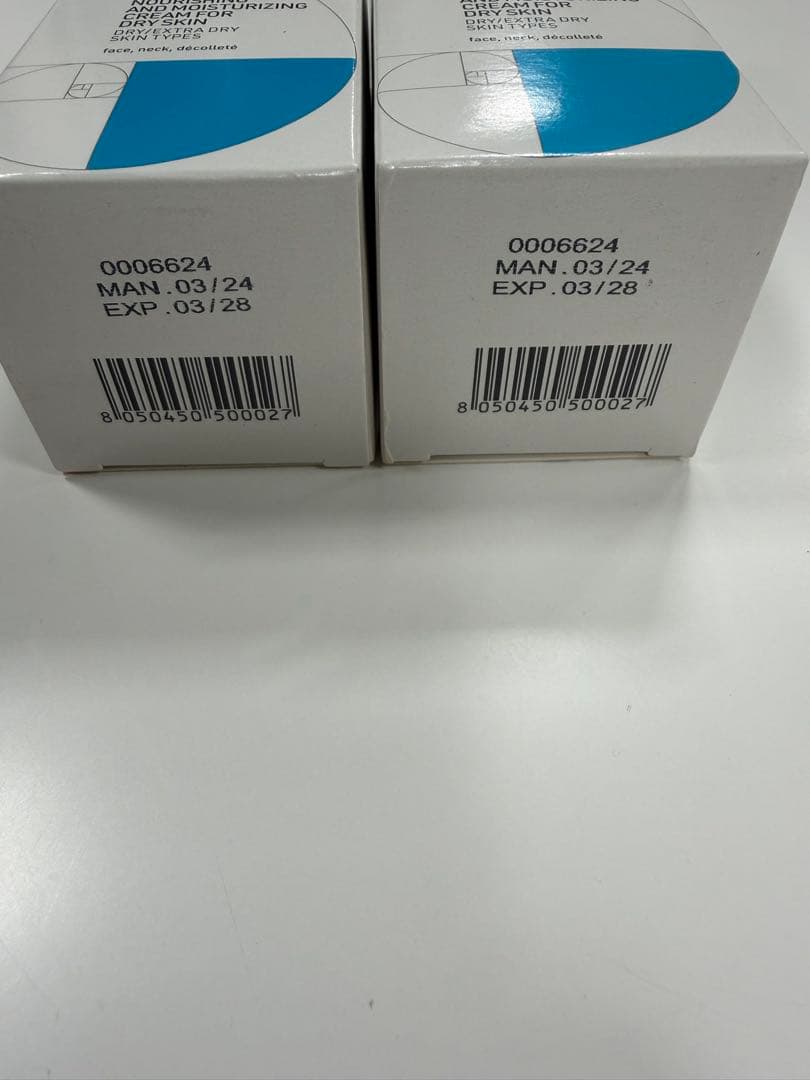 NOURISHING
AND MOISTURIZING
CREAM FOR
DRY SKIN
DRY/EXTRA DRY
SKIN TYPES
face, neck, décolleté
0006624
MAN.03/24
EXP.03/28
8 050450 500027
CREAM FOR
DRY SKIN
DRY/EXTRA DRY
SKIN TYPES
face, neck, décolleté
0006624
MAN.03/24
EXP.03/28
8 050450 500027